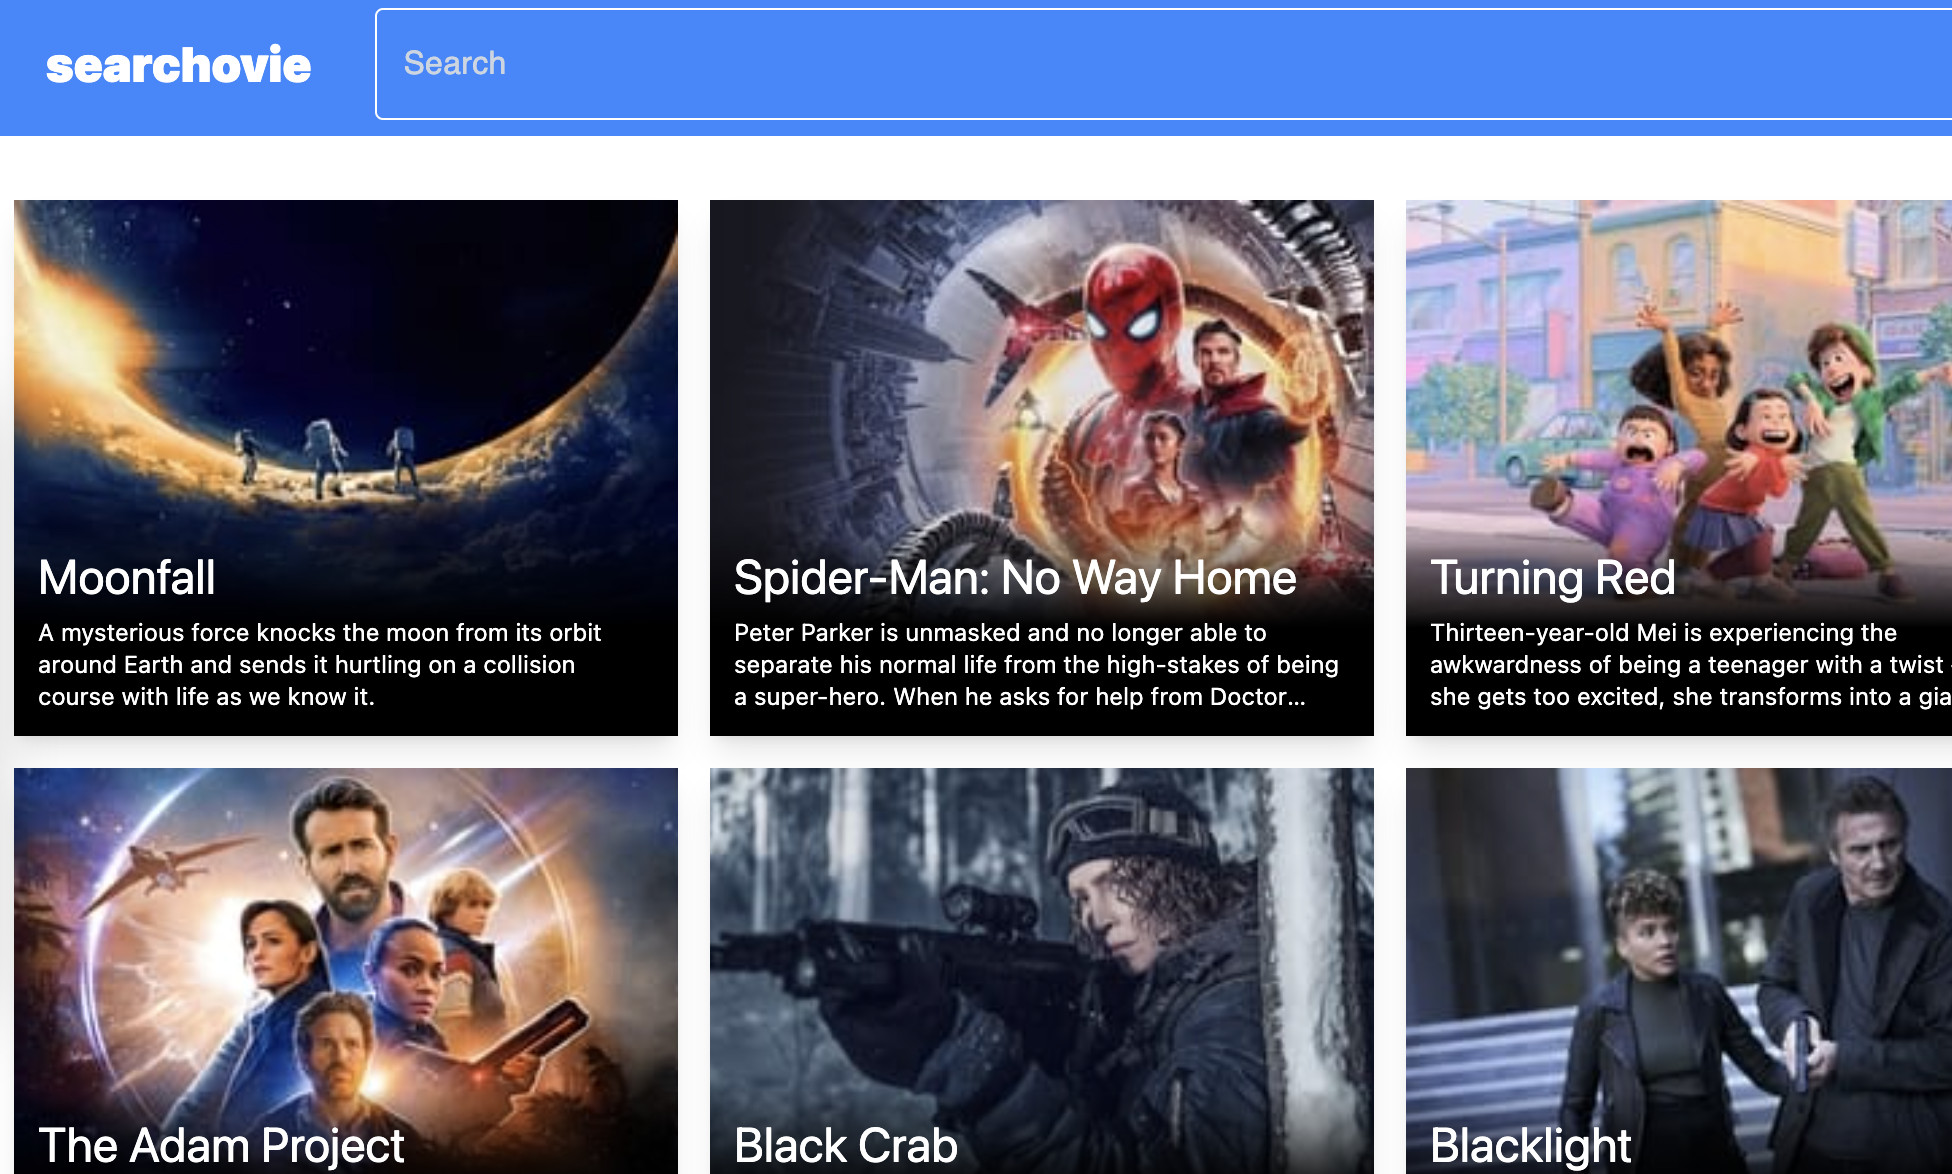 searchovie
Search
Moonfall
A mysterious force knocks the moon from its orbit
around Earth and sends it hurtling on a collision
course with life as we know it.
Spider-Man: No Way Home
Peter Parker is unmasked and no longer able to
separate his normal life from the high-stakes of being
a super-hero. When he asks for help from Doctor...
Turning Red
Thirteen-year-old Mei is experiencing the
awkwardness of being a teenager with a twist
she gets too excited, she transforms into a
The Adam Project
Black Crab
Blacklight